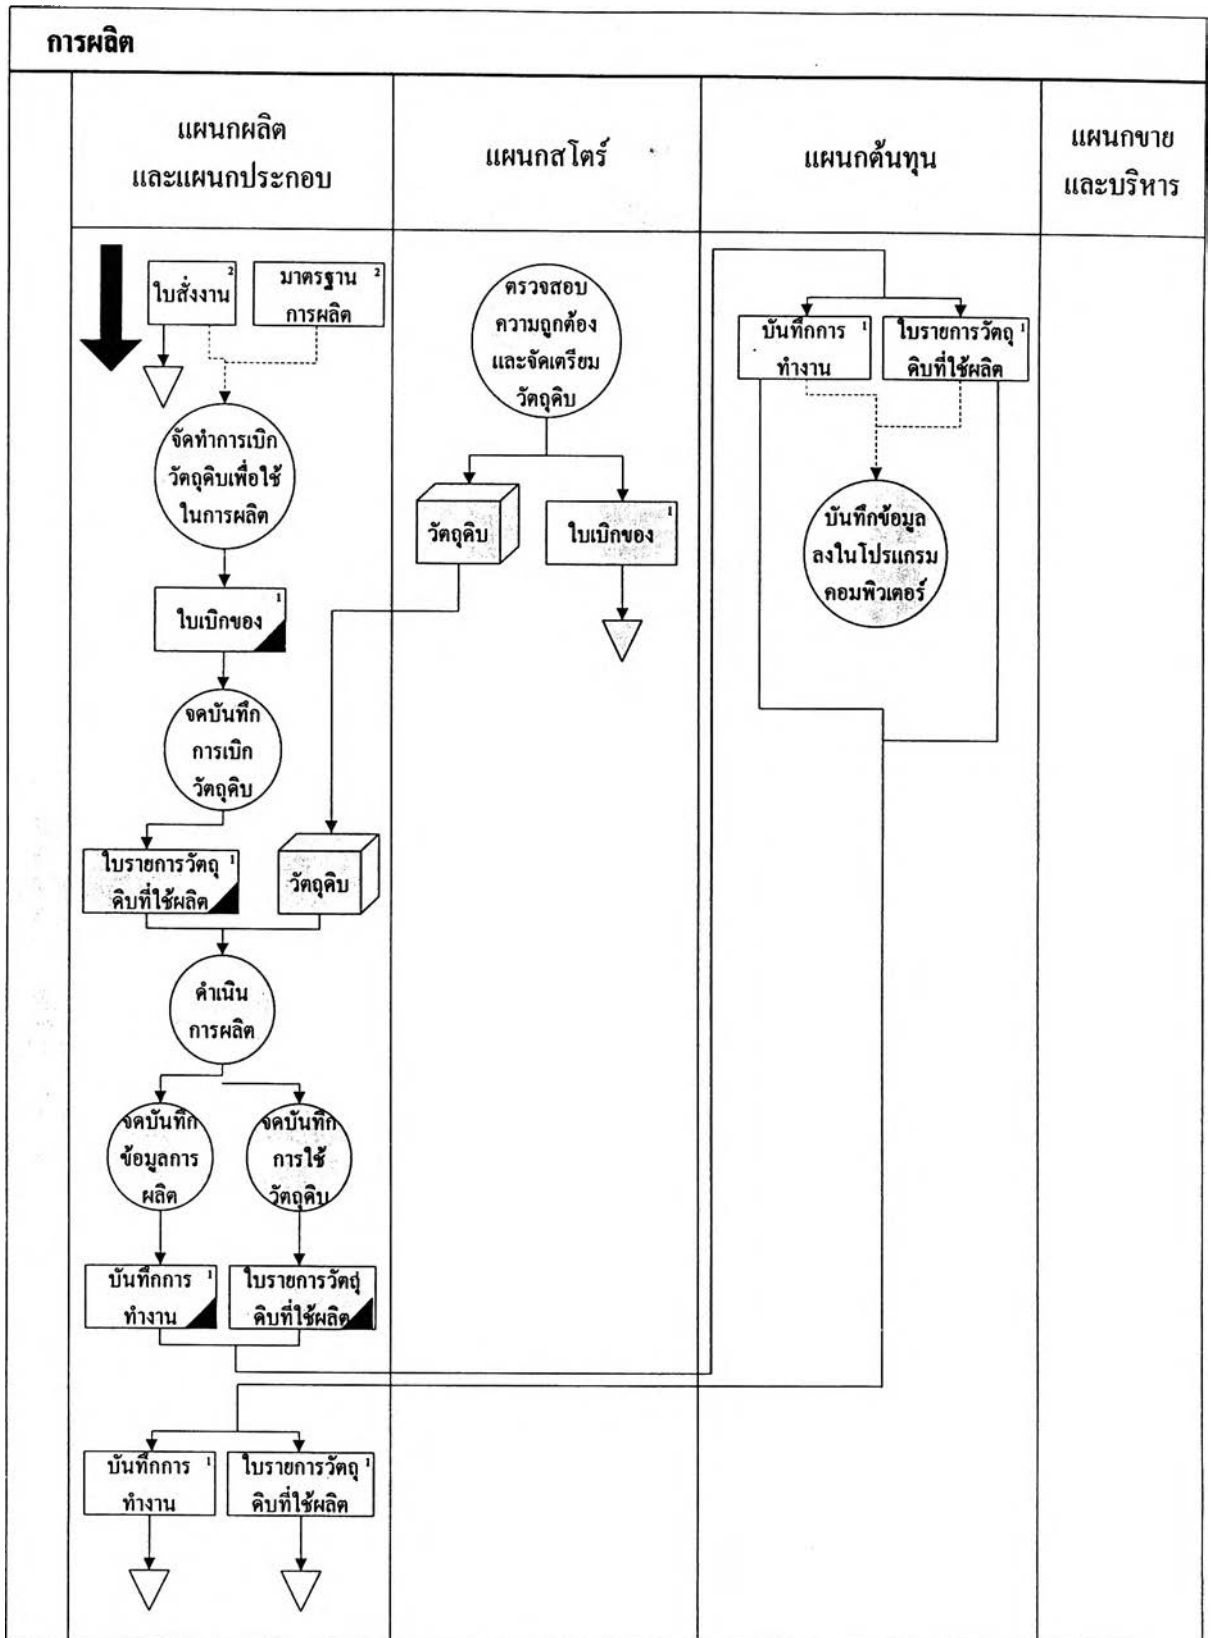 การผลิต
แผนกผลิต
และแผนกประกอบ
แผนกสโตร์
แผนกต้นทุน
แผนกขาย
และบริหาร
ใบสั่งงาน 2
มาตรฐาน 2
การผลิต
จัดทำการเบิก
วัตถุดิบเพื่อใช้
ในการผลิต
ใบเบิกของ 1
จดบันทึก
การเบิก
วัตถุดิบ
ใบรายการวัตถุ 1
ดิบที่ใช้ผลิต
วัตถุดิบ
ดำเนิน
การผลิต
จดบันทึก
ข้อมูลการ
ผลิต
จดบันทึก
การใช้
วัตถุดิบ
บันทึกการ 1
ทำงาน
ใบรายการวัตถุ
ดิบที่ใช้ผลิต
บันทึกการ 1
ทำงาน
ใบรายการวัตถุ 1
ดิบที่ใช้ผลิต
ตรวจสอบ
ความถูกต้อง
และจัดเตรียม
วัตถุดิบ
วัตถุดิบ
ใบเบิกของ 1
บันทึกการ 1
ทำงาน
ใบรายการวัตถุ 1
ดิบที่ใช้ผลิต
บันทึกข้อมูล
ลงในโปรแกรม
คอมพิวเตอร์